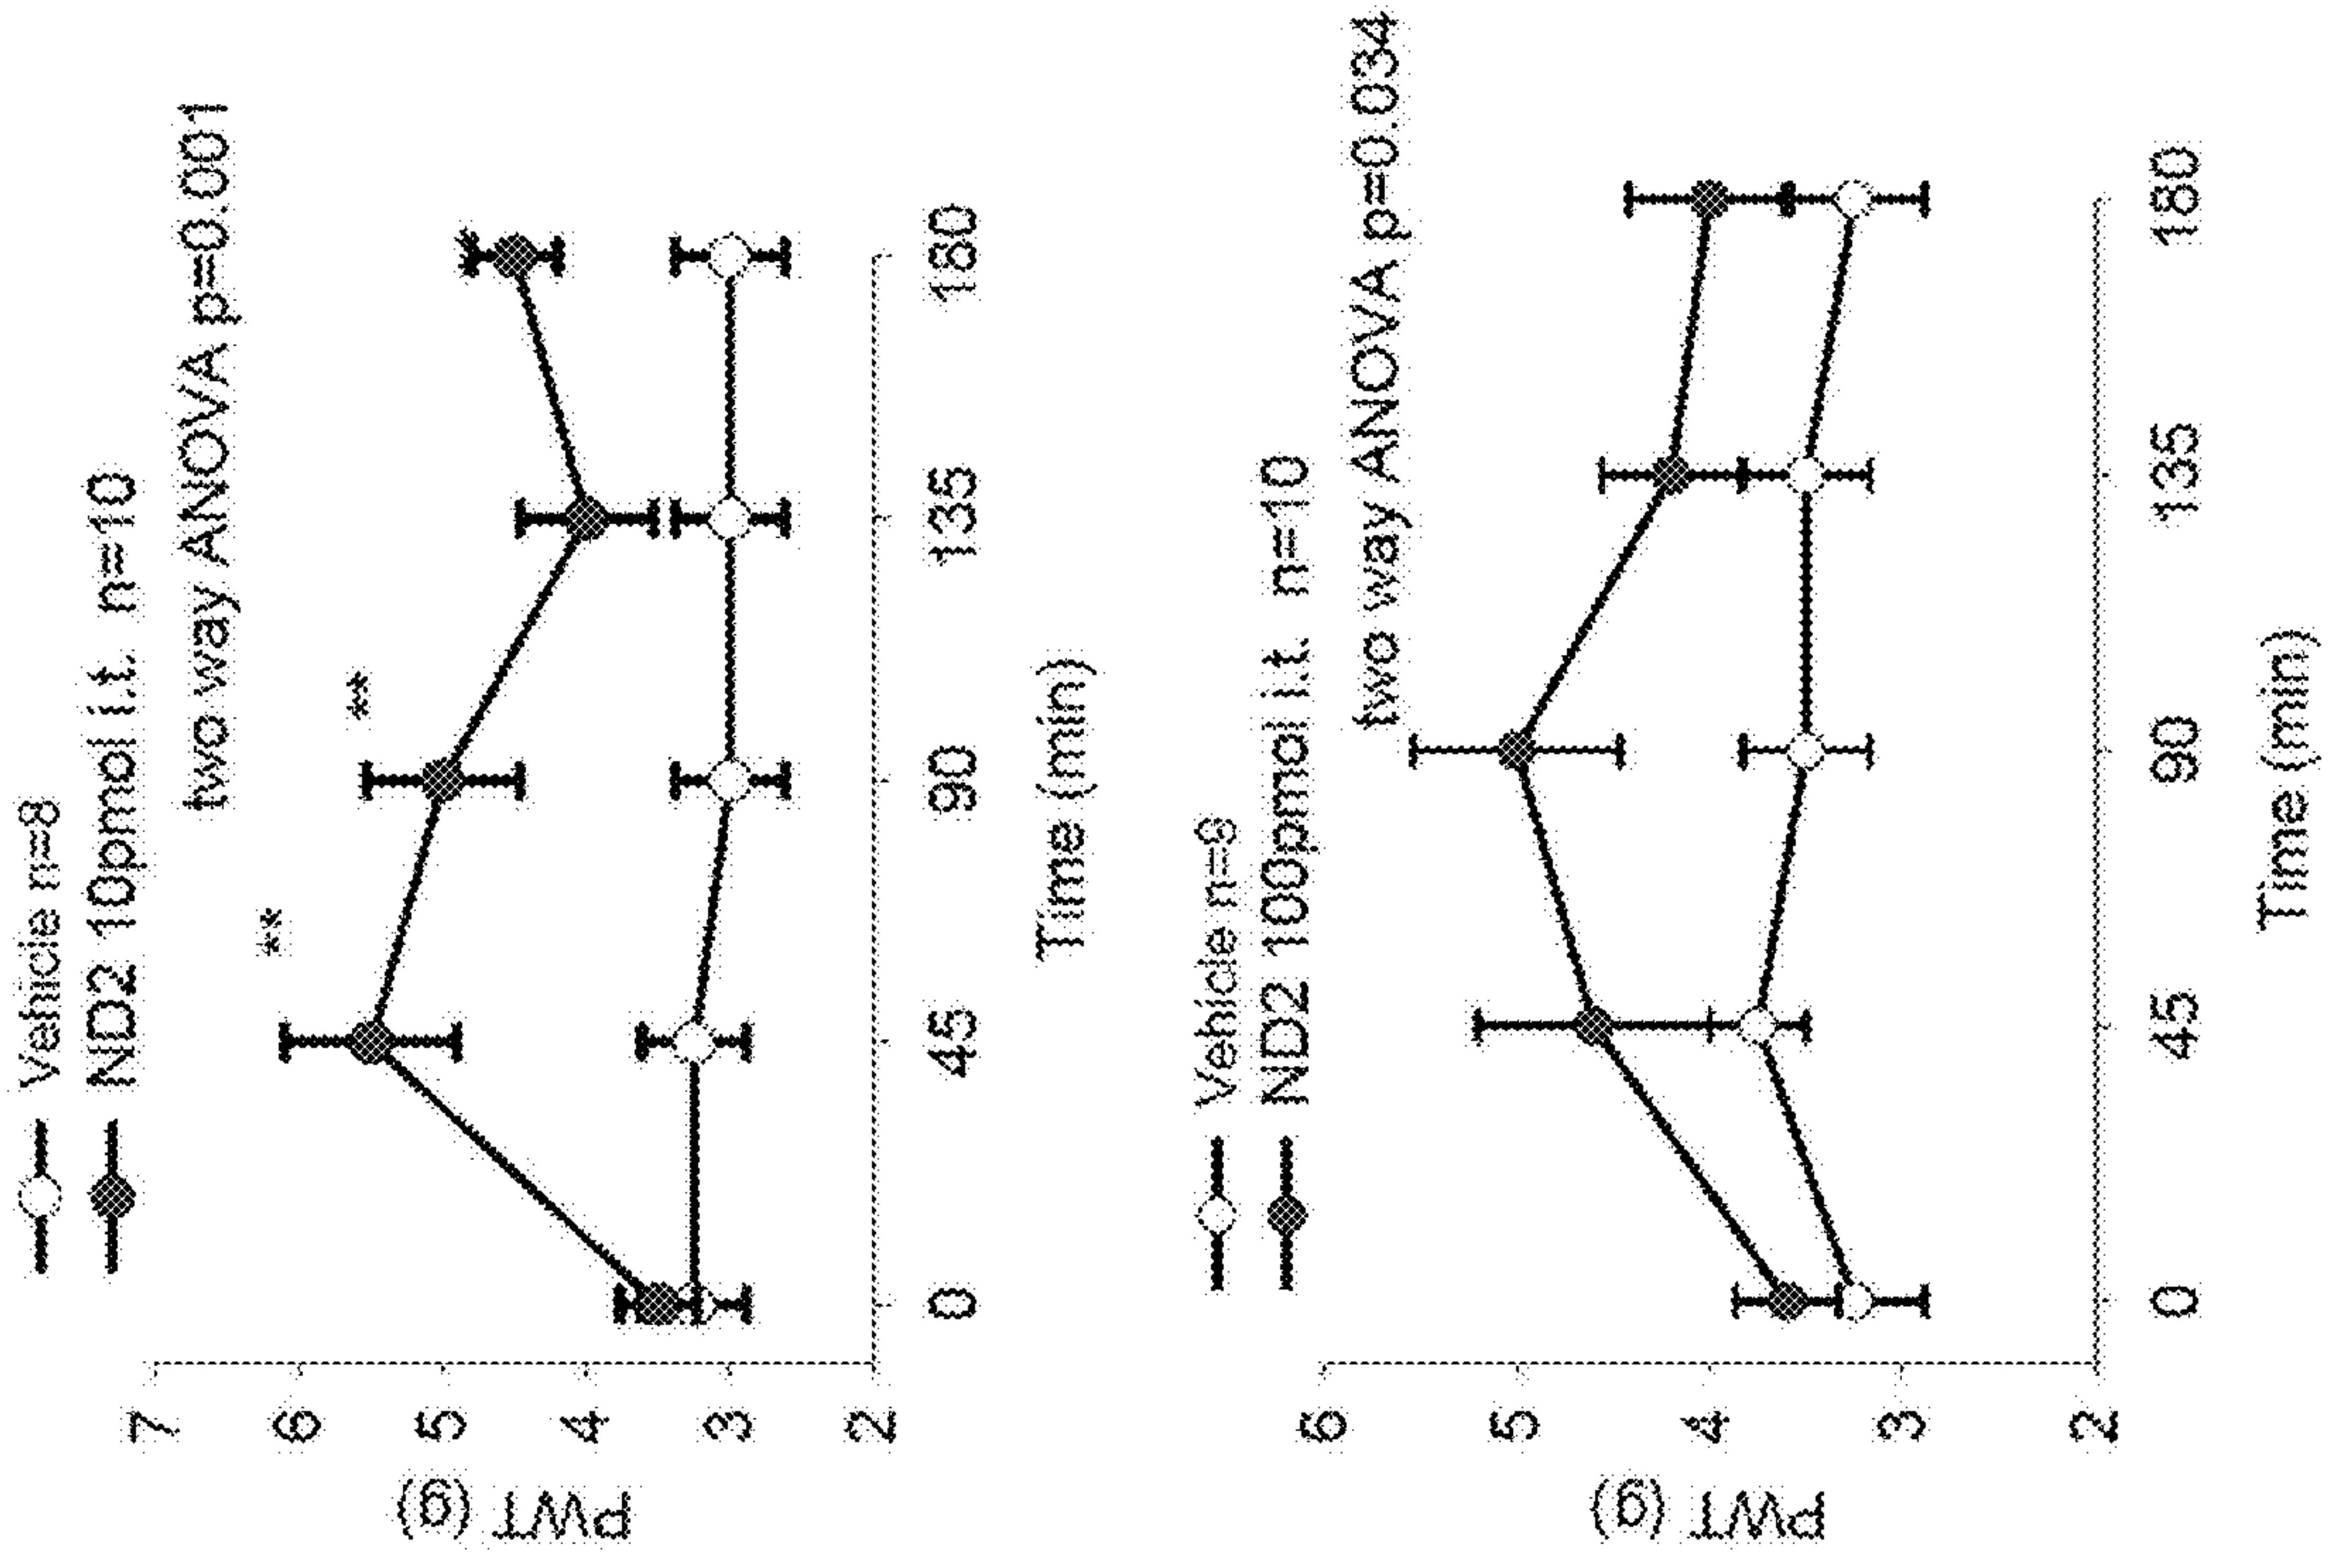 Vehicle n=8
ND2 10pmol i.t. n=10
two way ANOVA p=0.001
7
6
5
4
3
2
PWT (g)
**
**
*
0 45 90 135 180
Time (min)
Vehicle n=8
ND2 100pmol i.t. n=10
two way ANOVA p=0.034
6
5
4
3
2
PWT (g)
0 45 90 135 180
Time (min)